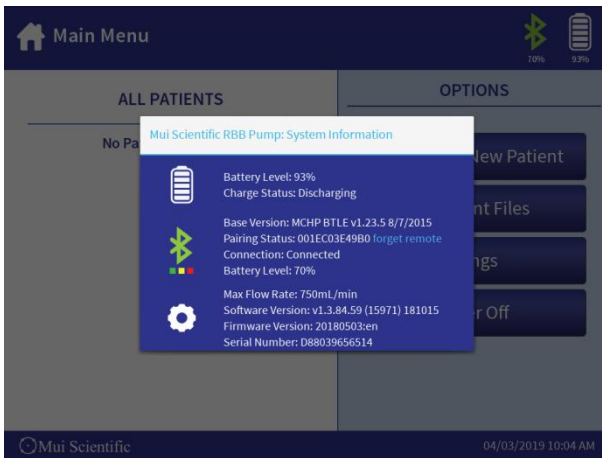 Main Menu
70%
93%
ALL PATIENTS
OPTIONS
No Pa
Mui Scientific RBB Pump: System Information
New Patient
Battery Level: 93%
Charge Status: Discharging
nt Files
Base Version: MCHP BTLE v1.23.5 8/7/2015
Pairing Status: 001EC03E49B0 forget remote
Connection: Connected
Battery Level: 70%
ngs
Max Flow Rate: 750mL/min
Software Version: v1.3.84.59 (15971) 181015
Firmware Version: 20180503:en
Serial Number: D88039656514
r Off
Mui Scientific
04/03/2019 10:04 AM